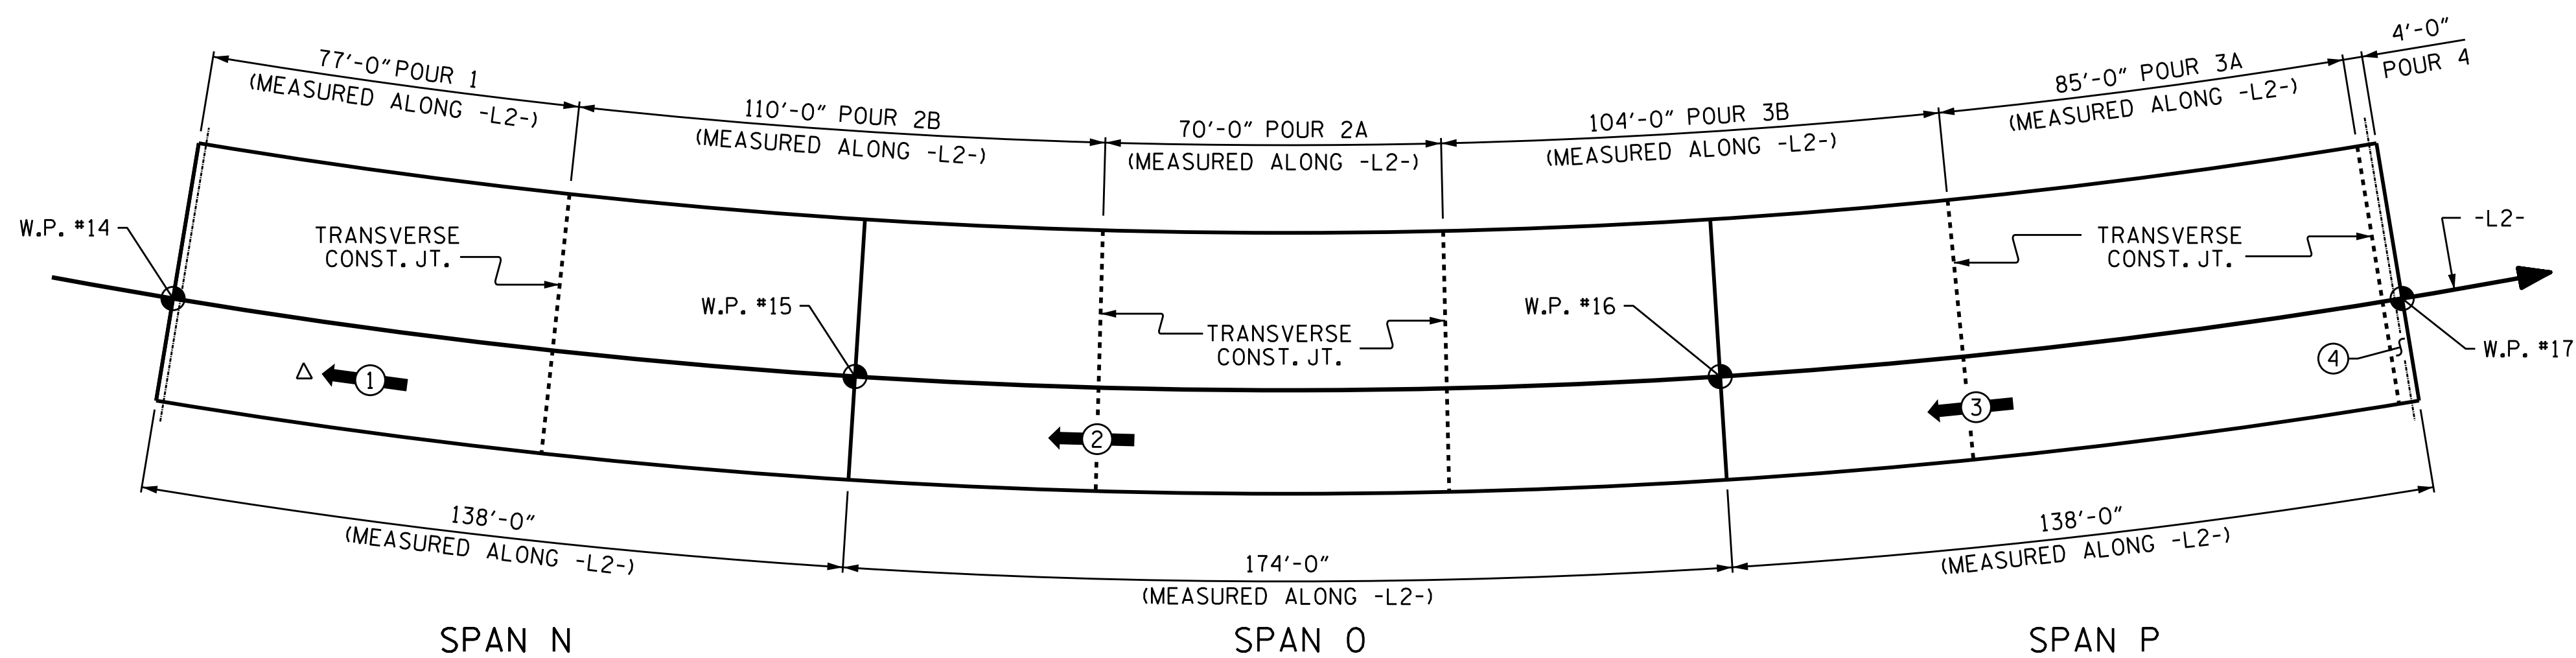 77'-0" POUR 1
(MEASURED ALONG -L2-)
110'-0" POUR 2B
(MEASURED ALONG -L2-)
70'-0" POUR 2A
(MEASURED ALONG -L2-)
104'-0" POUR 3B
(MEASURED ALONG -L2-)
85'-0" POUR 3A
(MEASURED ALONG -L2-)
4'-0"
POUR 4
W.P. #14
TRANSVERSE
CONST. JT.
W.P. #15
TRANSVERSE
CONST. JT.
W.P. #16
TRANSVERSE
CONST. JT.
-L2-
W.P. #17
Δ
1
2
3
4
138'-0"
(MEASURED ALONG -L2-)
174'-0"
(MEASURED ALONG -L2-)
138'-0"
(MEASURED ALONG -L2-)
SPAN N
SPAN O
SPAN P